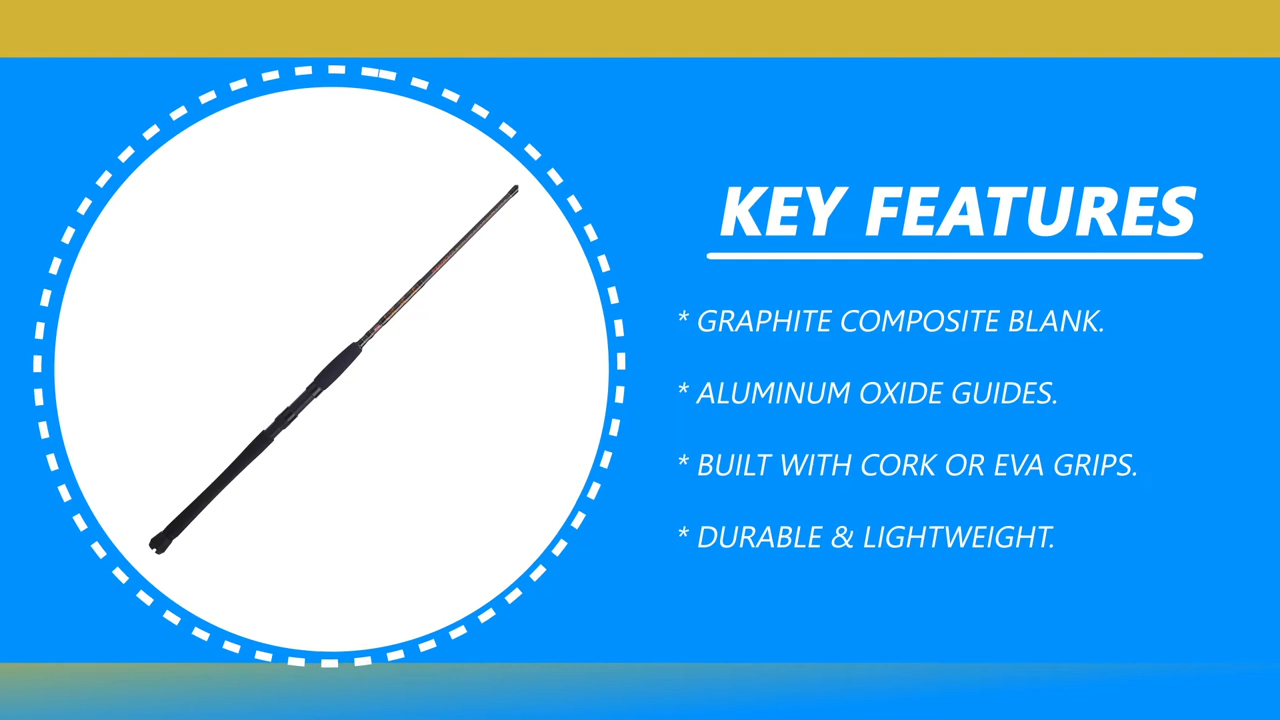 KEY FEATURES
* GRAPHITE COMPOSITE BLANK.
* ALUMINUM OXIDE GUIDES.
* BUILT WITH CORK OR EVA GRIPS.
* DURABLE & LIGHTWEIGHT.